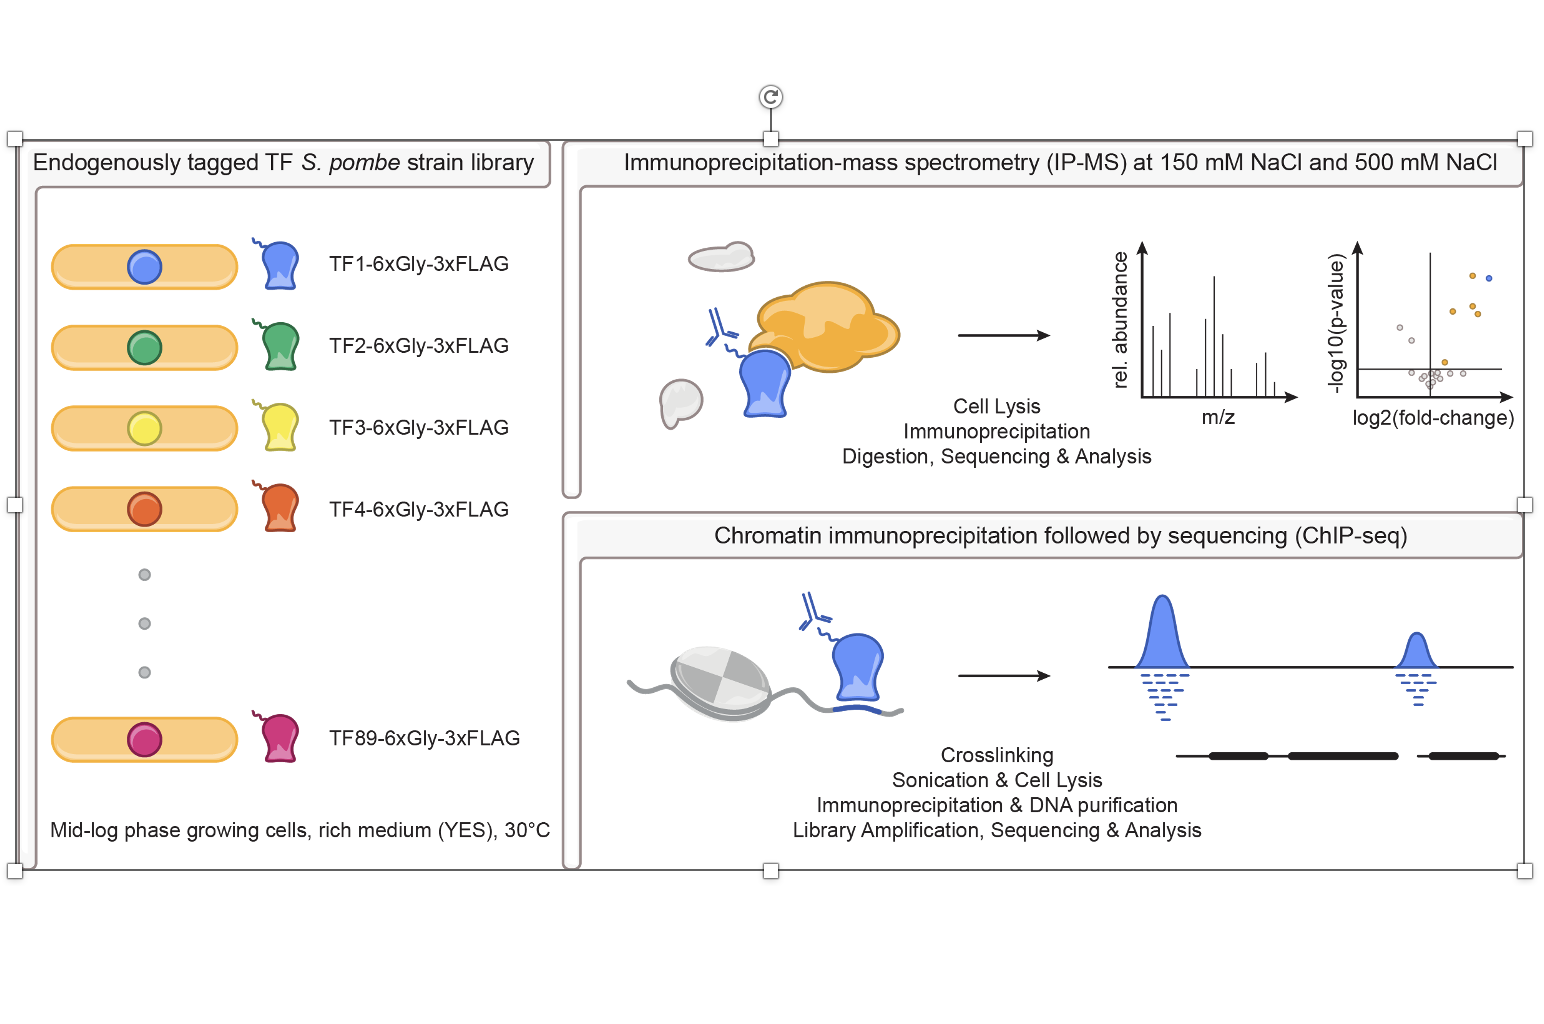 Endogenously tagged TF S. pombe strain library
TF1-6xGly-3xFLAG
TF2-6xGly-3xFLAG
TF3-6xGly-3xFLAG
TF4-6xGly-3xFLAG
TF89-6xGly-3xFLAG
Mid-log phase growing cells, rich medium (YES), 30°C
Immunoprecipitation-mass spectrometry (IP-MS) at 150 mM NaCl and 500 mM NaCl
Cell Lysis
Immunoprecipitation
Digestion, Sequencing & Analysis
rel. abundance
m/z
-log10(p-value)
log2(fold-change)
Chromatin immunoprecipitation followed by sequencing (ChIP-seq)
Crosslinking
Sonication & Cell Lysis
Immunoprecipitation & DNA purification
Library Amplification, Sequencing & Analysis